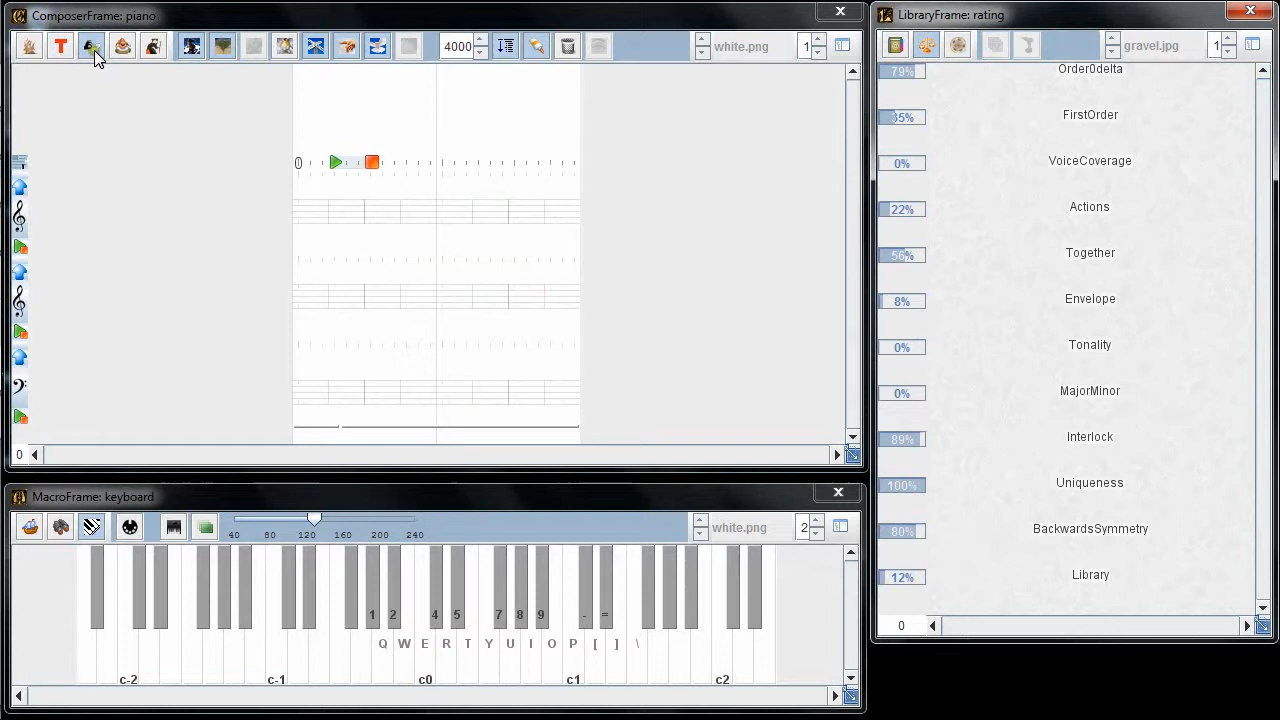 ComposerFrame: piano
T
4000
white.png
1
0
0
MacroFrame: keyboard
40 80 120 160 200 240
white.png
2
1 2 4 5 7 8 9 - =
Q W E R T Y U I O P [ ] \
c-2 c-1 c0 c1 c2
LibraryFrame: rating
gravel.jpg
1
79% Order0delta
35% FirstOrder
0% VoiceCoverage
22% Actions
56% Together
8% Envelope
0% Tonality
0% MajorMinor
89% Interlock
100% Uniqueness
80% BackwardsSymmetry
12% Library
0